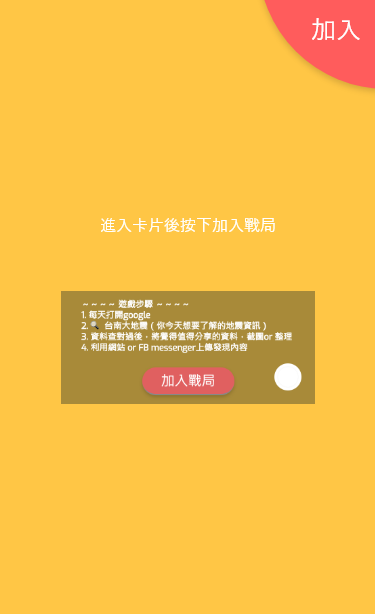 加入
進入卡片後按下加入戰局
~ ~ ~ ~ 遊戲步驟 ~ ~ ~ ~
1. 每天打開google
2. 🔍 台南大地震 ( 你今天想要了解的地震資訊 )
3. 資料查對過後、將覺得值得分享的資料、截圖or 整理
4. 利用網站 or FB messenger上傳發現內容
加入戰局